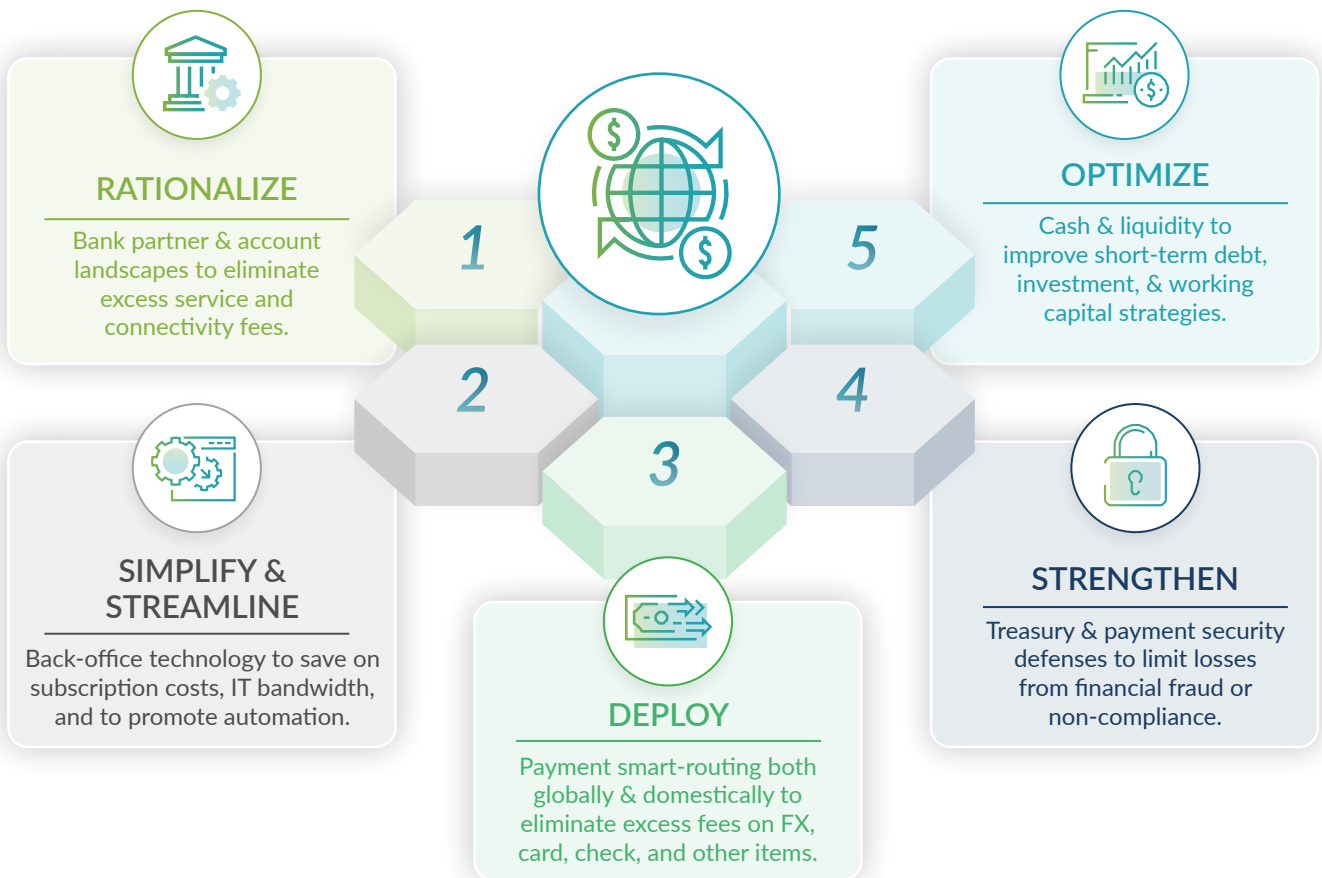 RATIONALIZE
Bank partner & account
landscapes to eliminate
excess service and
connectivity fees.
1
SIMPLIFY &
STREAMLINE
Back-office technology to save on
subscription costs, IT bandwidth,
and to promote automation.
2
DEPLOY
Payment smart-routing both
globally & domestically to
eliminate excess fees on FX,
card, check, and other items.
3
STRENGTHEN
Treasury & payment security
defenses to limit losses
from financial fraud or
non-compliance.
4
OPTIMIZE
Cash & liquidity to
improve short-term debt,
investment, & working
capital strategies.
5
$
$
$